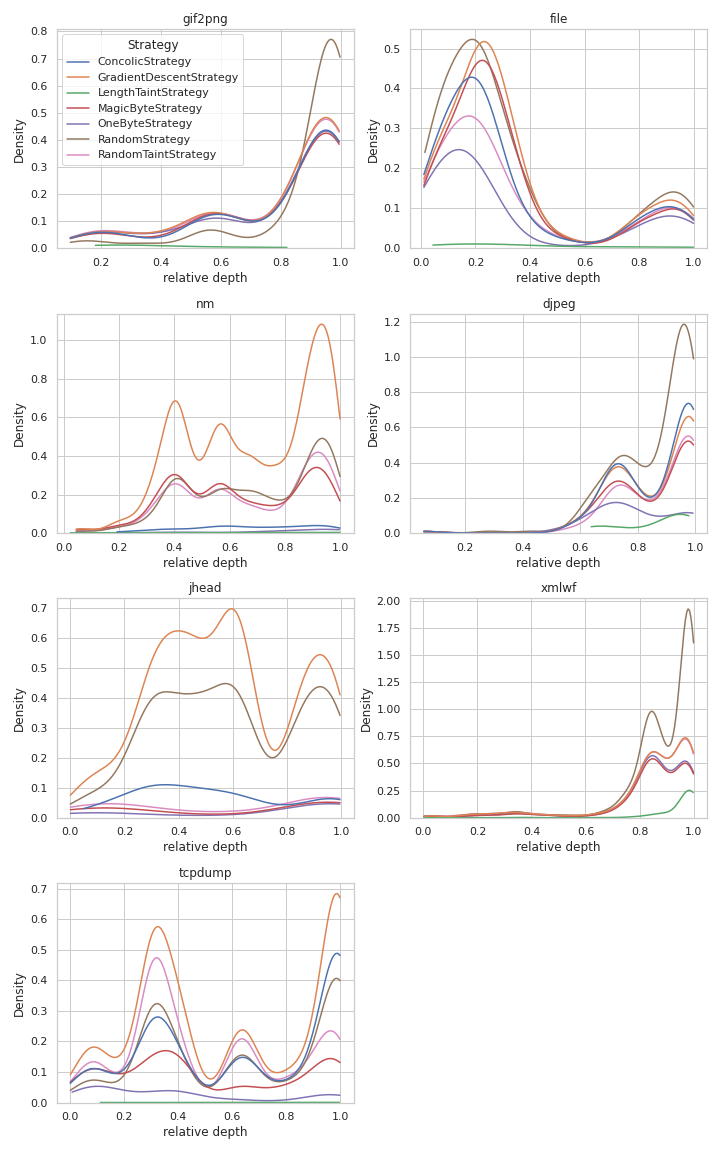 gif2png
0.8
0.7
0.6
0.5
0.4
0.3
0.2
0.1
0.0
Density
Strategy
ConcolicStrategy
GradientDescentStrategy
LengthTaintStrategy
MagicByteStrategy
OneByteStrategy
RandomStrategy
RandomTaintStrategy
0.2 0.4 0.6 0.8 1.0
relative depth
file
0.5
0.4
0.3
0.2
0.1
0.0
Density
0.0 0.2 0.4 0.6 0.8 1.0
relative depth
nm
1.0
0.8
0.6
0.4
0.2
0.0
Density
0.0 0.2 0.4 0.6 0.8 1.0
relative depth
djpeg
1.2
1.0
0.8
0.6
0.4
0.2
0.0
Density
0.2 0.4 0.6 0.8 1.0
relative depth
jhead
0.7
0.6
0.5
0.4
0.3
0.2
0.1
0.0
Density
0.0 0.2 0.4 0.6 0.8 1.0
relative depth
xmlwf
2.00
1.75
1.50
1.25
1.00
0.75
0.50
0.25
0.00
Density
0.0 0.2 0.4 0.6 0.8 1.0
relative depth
tcpdump
0.7
0.6
0.5
0.4
0.3
0.2
0.1
0.0
Density
0.0 0.2 0.4 0.6 0.8 1.0
relative depth